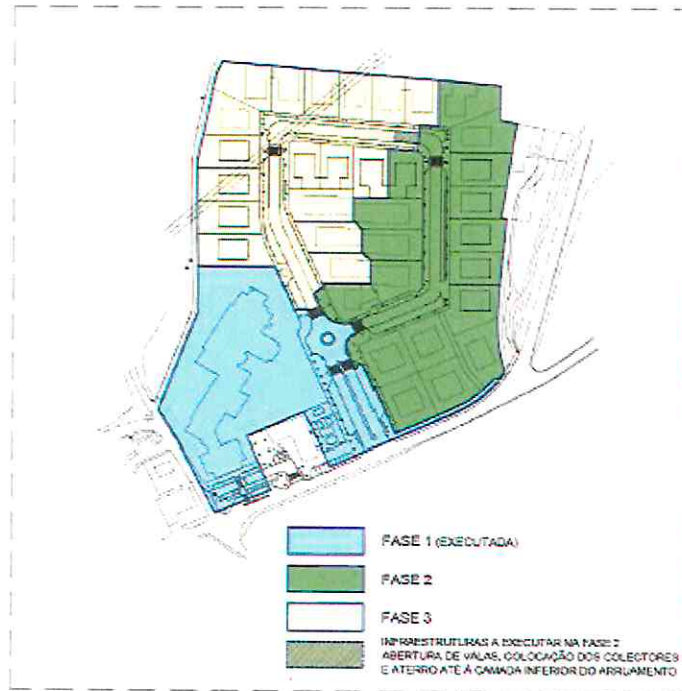 FASE 1 (EXECUTADA)
FASE 2
FASE 3
INFRAESTRUTURAS A EXECUTAR NA FASE 2
ABERTURA DE VALAS, COLOCAÇÃO DOS COLECTORES
E ATERRO ATÉ À CAMADA INFERIOR DO ARRUAMENTO